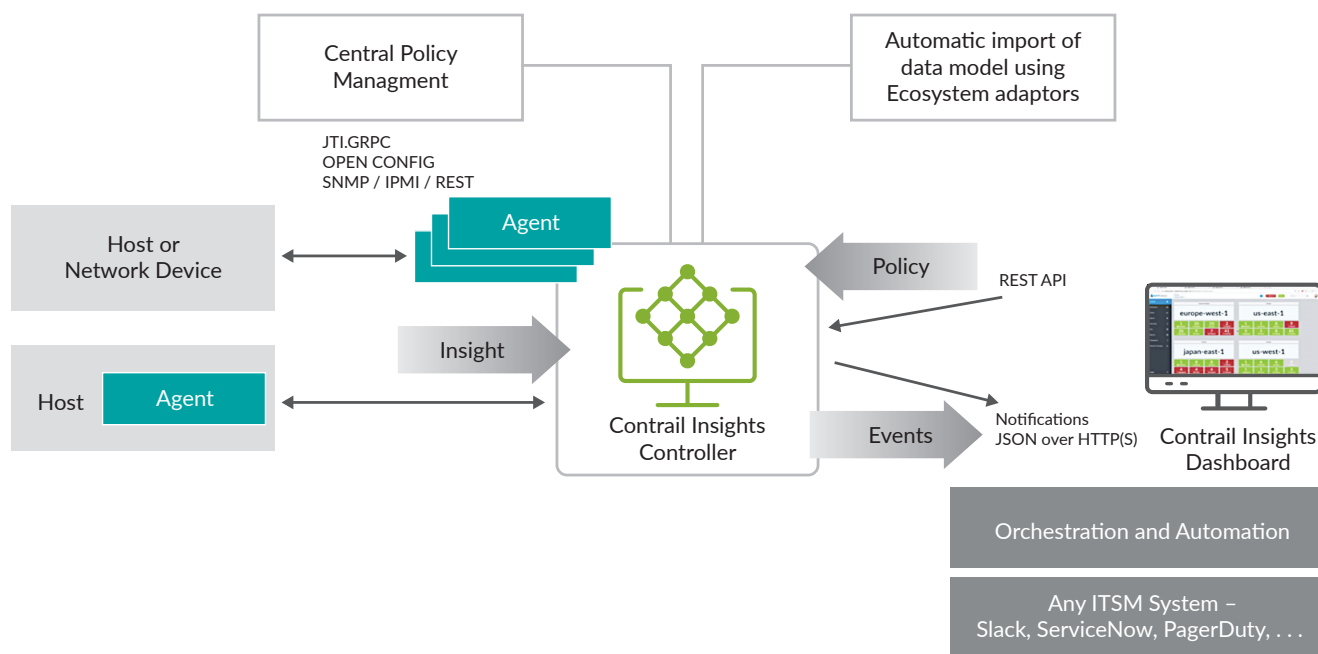 Central Policy
Managment
Automatic import of
data model using
Ecosystem adaptors
JTI.GRPC
OPEN CONFIG
SNMP / IPMI / REST
Agent
Host or
Network Device
Policy
REST API
europe-west-1
us-east-1
japan-east-1
us-west-1
Insight
Host
Agent
Contrail Insights
Controller
Events
Notifications
JSON over HTTP(S)
Contrail Insights
Dashboard
Orchestration and Automation
Any ITSM System –
Slack, ServiceNow, PagerDuty, . . .